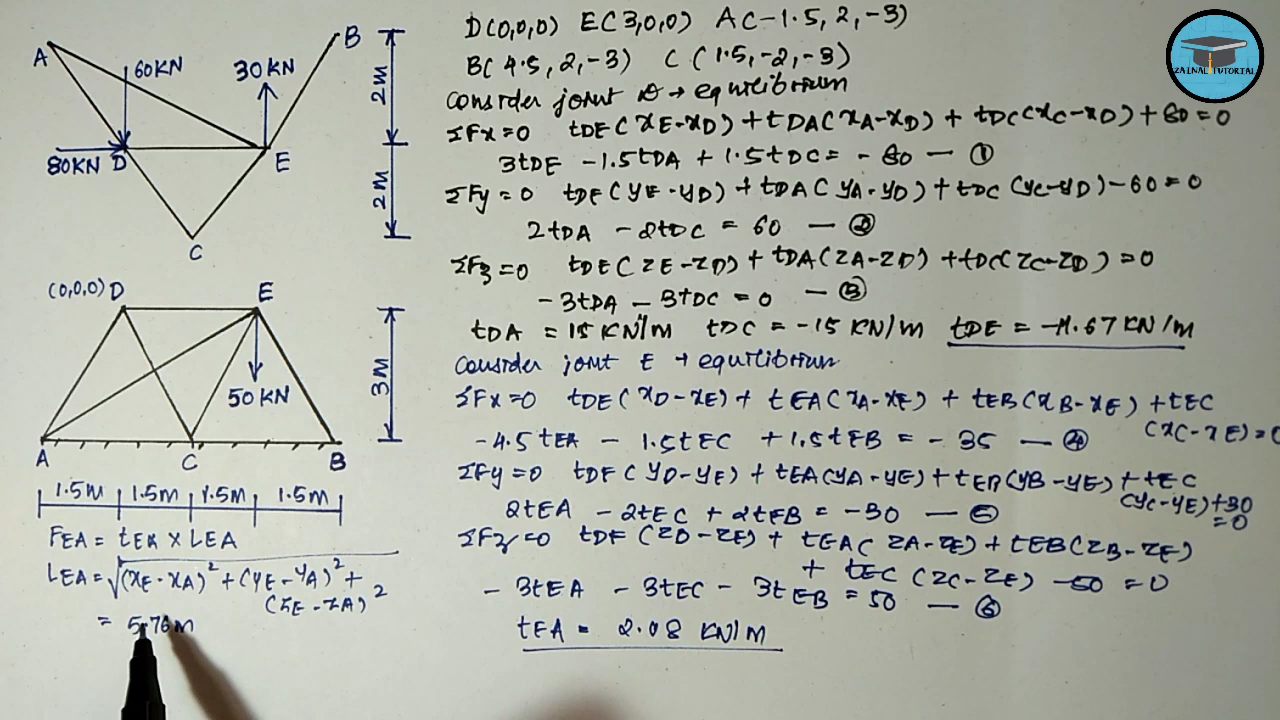 A
B
60KN
30KN
2M
80KN
D
E
2M
C
(0,0,0) D
E
50KN
3M
A
C
B
1.5M 1.5M 1.5M 1.5M
FEA = tEA × LEA
LEA = √(xE - xA)² + (yE - yA)² +
(zE - zA)²
= 5.76m
D(0,0,0) E(3,0,0) A(-1.5, 2, -3)
B(4.5, 2, -3) C(1.5, -2, -3)
Consider joint D → equilibrium
ΣFx=0 tDE(xE-xD) + tDA(xA-xD) + tDC(xC-xD) + 80 = 0
3tDE - 1.5tDA + 1.5tDC = - 80 — ①
ΣFy=0 tDE(yE-yD) + tDA(yA-yD) + tDC(yC-yD) - 60 = 0
2tDA - 2tDC = 60 — ②
ΣFz=0 tDE(zE-zD) + tDA(zA-zD) + tDC(zC-zD) = 0
- 3tDA - 3tDC = 0 — ③
tDA = 15 KN/m tDC = -15 KN/m tDE = -11.67 KN/m
Consider joint E → equilibrium
ΣFx=0 tDE(xD-xE) + tEA(xA-xE) + tEB(xB-xE) + tEC
(xC-xE)=0
-4.5tEA - 1.5tEC + 1.5tEB = - 35 — ④
ΣFy=0 tDE(yD-yE) + tEA(yA-yE) + tEB(yB-yE) + tEC
(yC-yE)+30
=0
2tEA - 2tEC + 2tEB = -30 — ⑤
ΣFz=0 tDE(zD-zE) + tEA(zA-zE) + tEB(zB-zE)
+ tEC(zC-zE) - 50 = 0
- 3tEA - 3tEC - 3tEB = 50 — ⑥
tEA = 2.08 KN/m
ZAINAL TUTORIAL